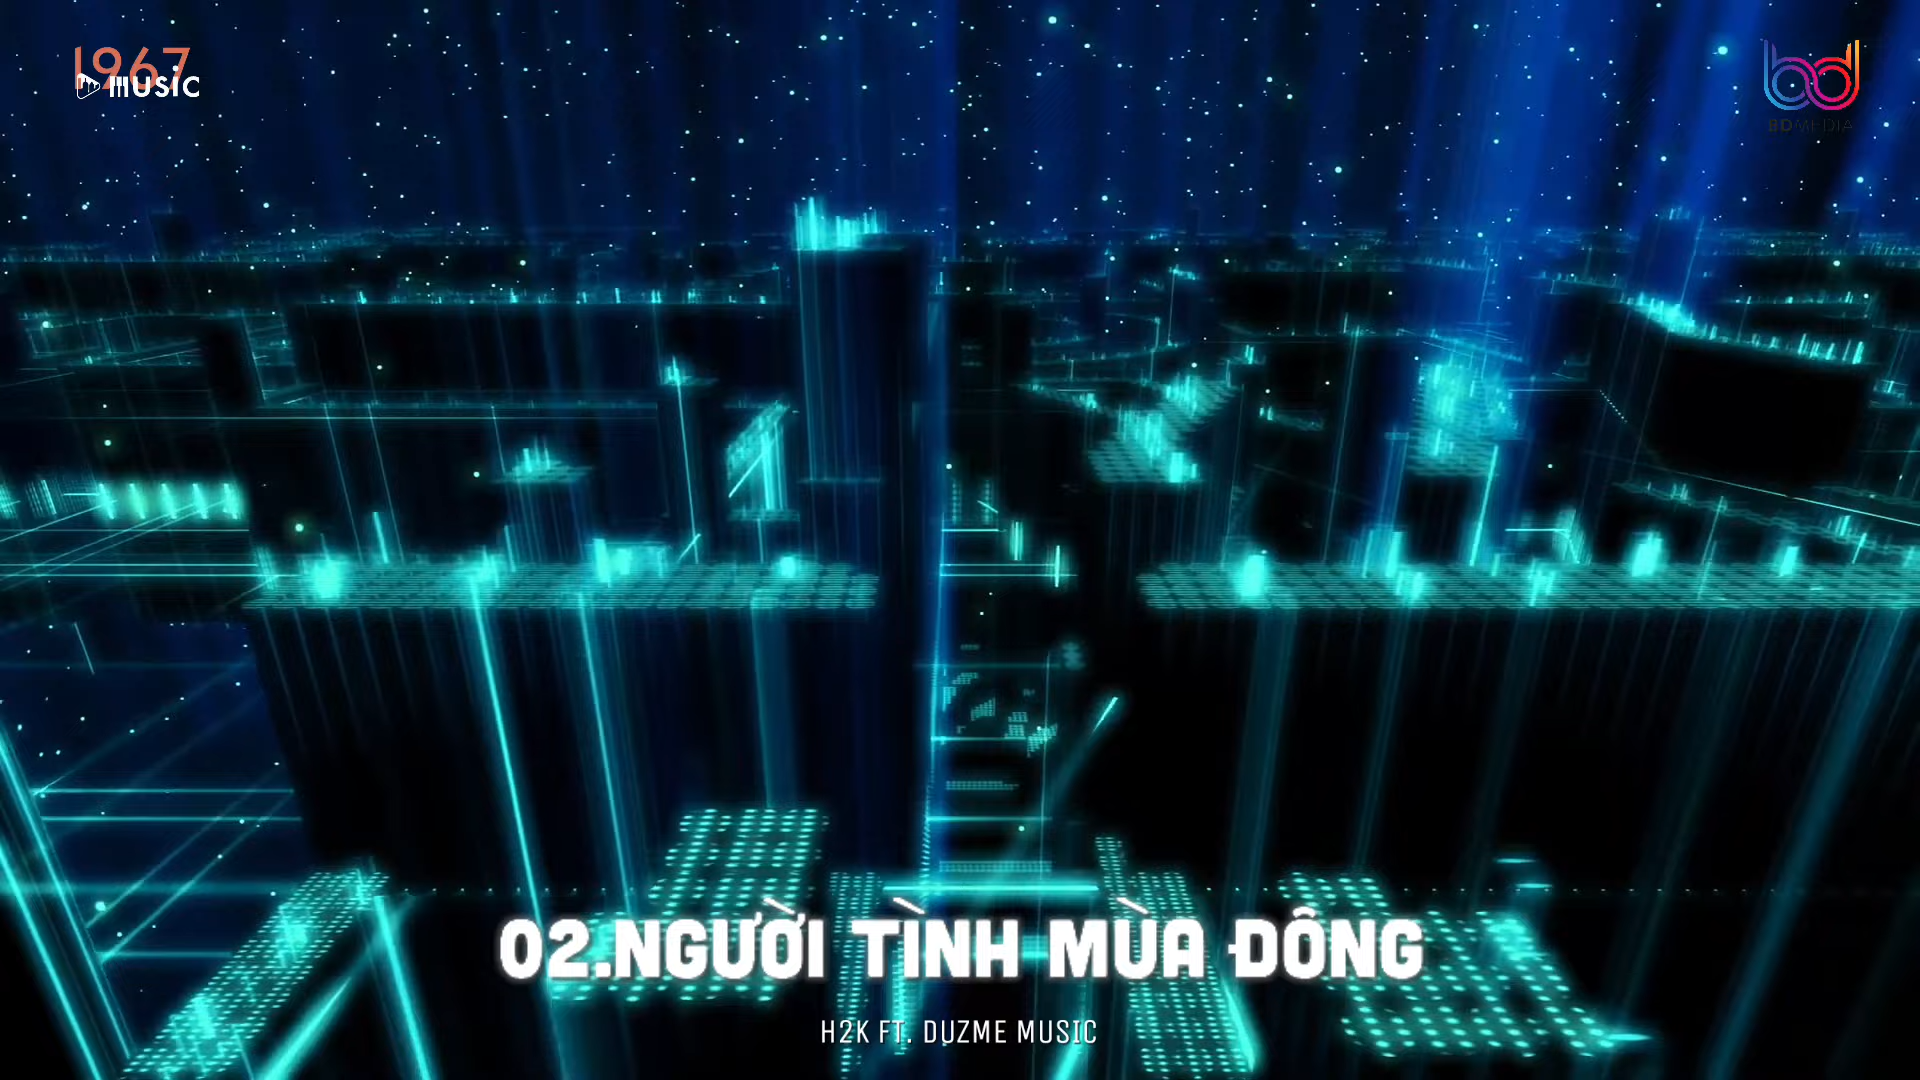 1967
MUSIC
BDMEDIA
02.NGƯỜI TÌNH MÙA ĐÔNG
H2K FT. DUZME MUSIC